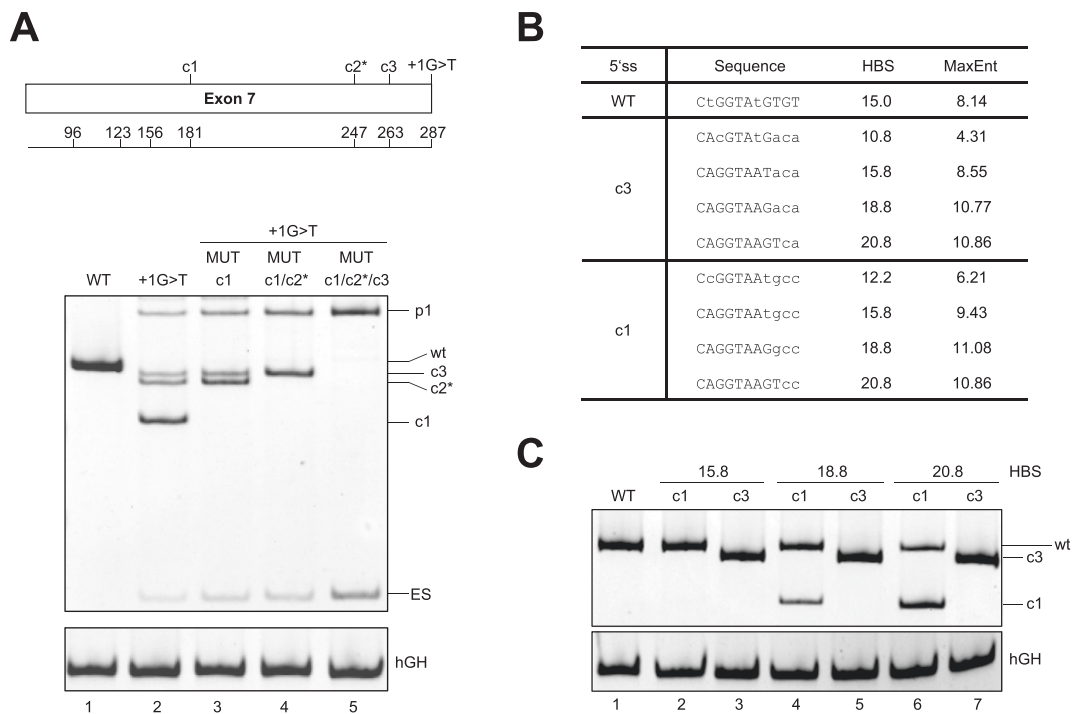 A
c1 c2* c3 +1G>T
Exon 7
96 123 156 181 247 263 287
+1G>T
MUT MUT MUT
WT +1G>T c1 c1/c2* c1/c2*/c3
p1
wt
c3
c2*
c1
ES
hGH
1 2 3 4 5
B
5'ss Sequence HBS MaxEnt
WT CtGGTAtGTGT 15.0 8.14
c3
CAcGTAtGaca 10.8 4.31
CAGGTAATaca 15.8 8.55
CAGGTAAGaca 18.8 10.77
CAGGTAAGTca 20.8 10.86
c1
CcGGTAAtgcc 12.2 6.21
CAGGTAAtgcc 15.8 9.43
CAGGTAAGgcc 18.8 11.08
CAGGTAAGTcc 20.8 10.86
C
15.8 18.8 20.8 HBS
WT c1 c3 c1 c3 c1 c3
wt
c3
c1
hGH
1 2 3 4 5 6 7